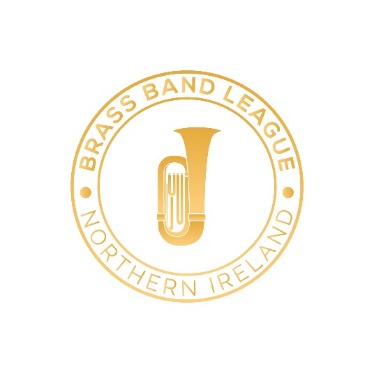 BRASS BAND LEAGUE
NORTHERN IRELAND